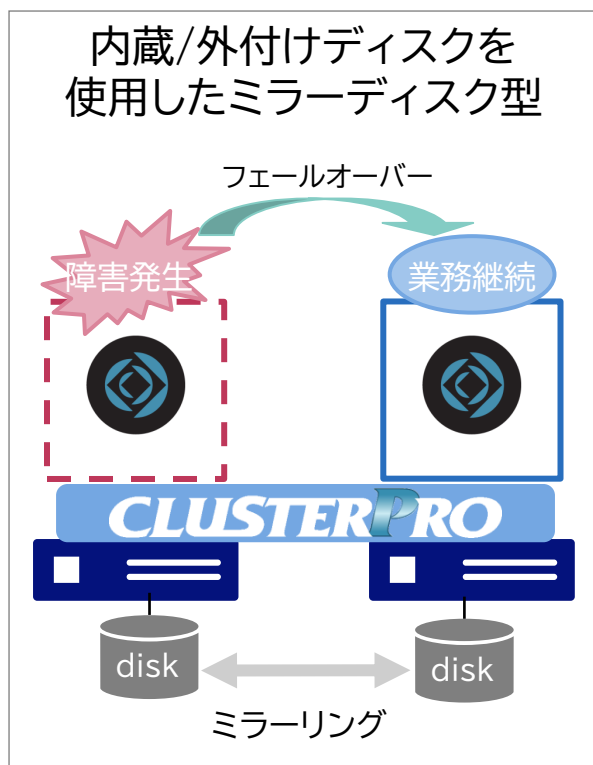 内蔵/外付けディスクを
使用したミラーディスク型
フェールオーバー
障害発生
業務継続
CLUSTERPRO
disk
disk
ミラーリング